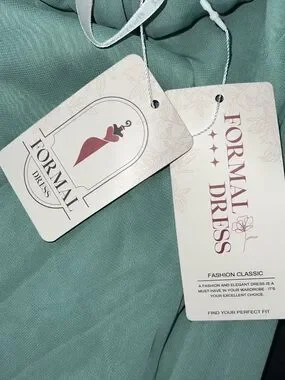 FORMAL
DRESS
FORMAL
DRESS
FASHION CLASSIC
A FASHION AND ELEGANT DRESS IS A
MUST-HAVE IN YOUR WARDROBE - IT'S
YOUR EXCELLENT CHOICE.
FIND YOUR PERFECT FIT